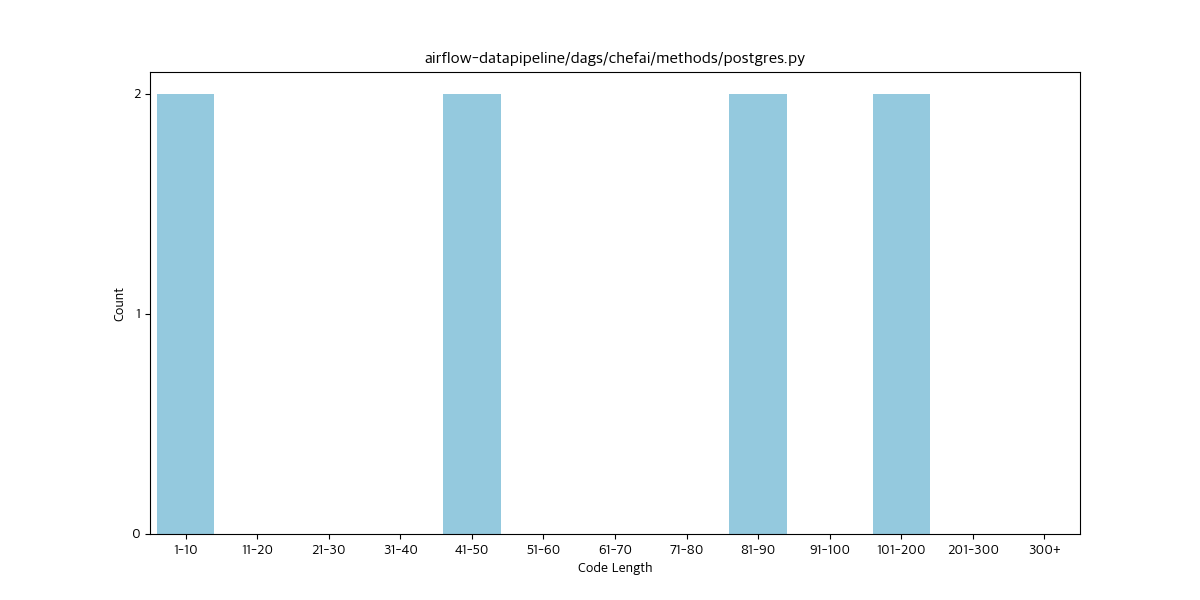 airflow-datapipeline/dags/chefai/methods/postgres.py
2
1
0
Count
1-10 11-20 21-30 31-40 41-50 51-60 61-70 71-80 81-90 91-100 101-200 201-300 300+
Code Length